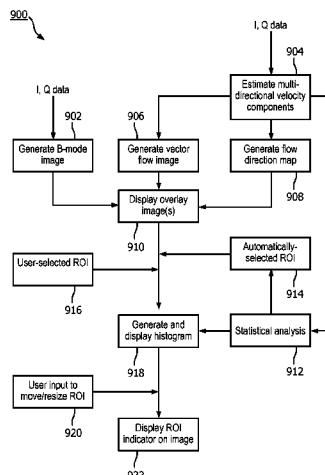 900
I, Q data
904
I, Q data
902
906
Estimate multi-
directional velocity
components
Generate B-mode
image
Generate vector
flow image
Generate flow
direction map
908
Display overlay
image(s)
910
User-selected ROI
916
Automatically-
selected ROI
914
Generate and
display histogram
918
Statistical analysis
912
User input to
move/resize ROI
920
Display ROI
indicator on image